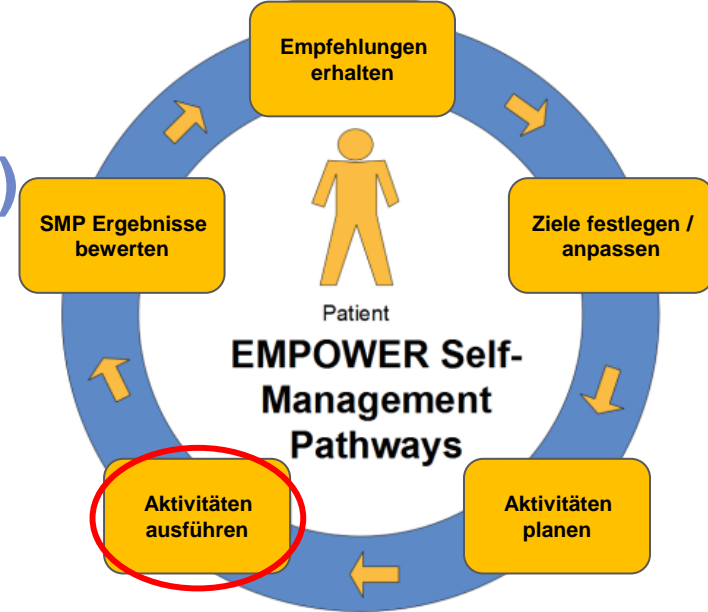 Empfehlungen
erhalten
)
SMP Ergebnisse
bewerten
Ziele festlegen /
anpassen
Patient
EMPOWER Self-
Management
Pathways
Aktivitäten
ausführen
Aktivitäten
planen